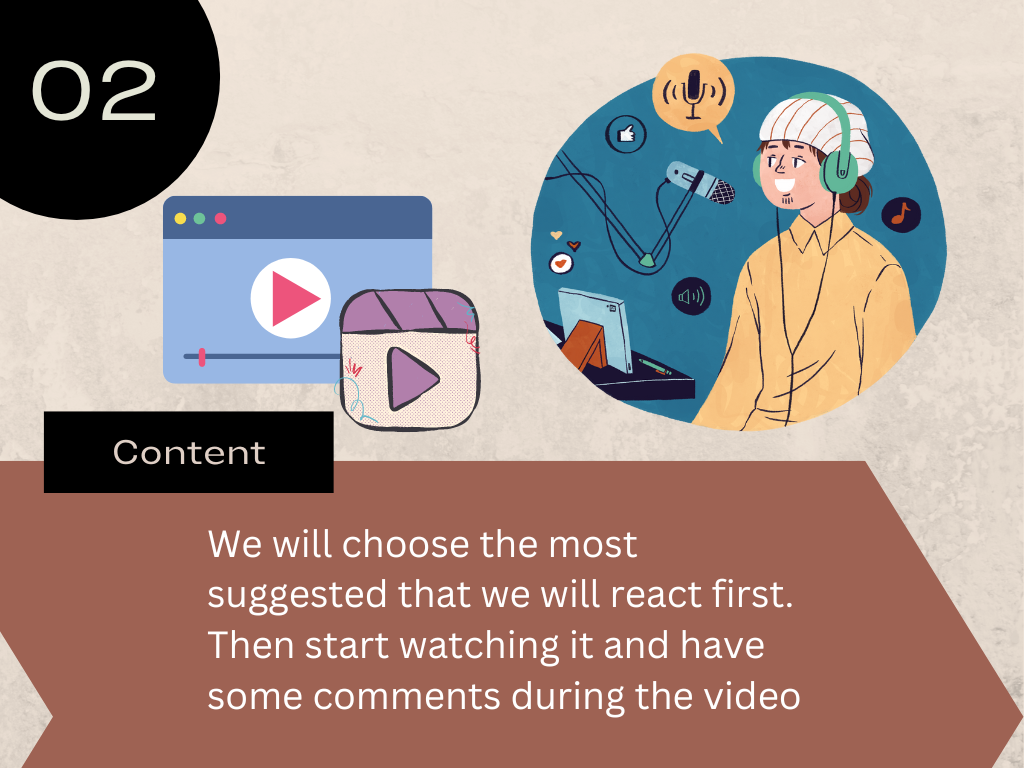 02
Content
We will choose the most
suggested that we will react first.
Then start watching it and have
some comments during the video